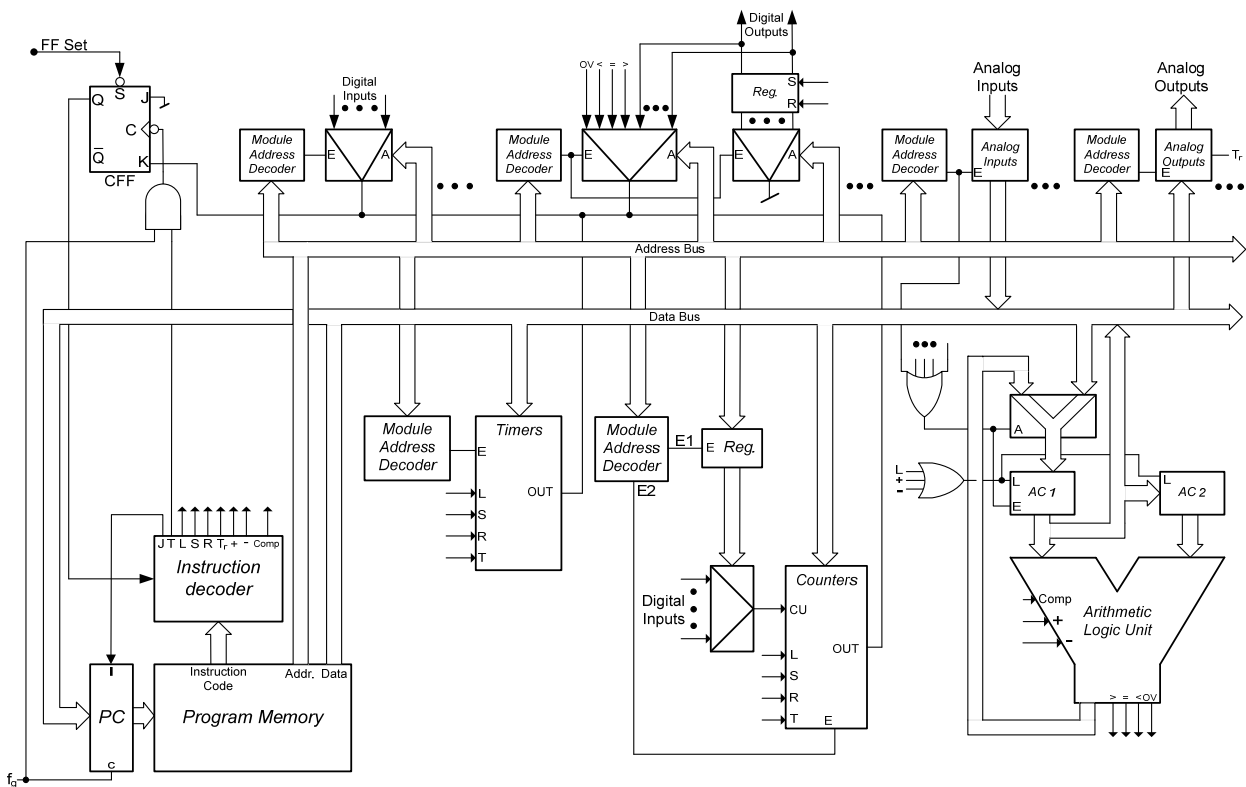 FF Set
Q
S
J
C
Q
K
CFF
Digital
Inputs
Module
Address
Decoder
E
A
Module
Address
Decoder
OV < = >
E
A
Digital
Outputs
Reg.
S
R
E
A
Module
Address
Decoder
Analog
Inputs
Analog
Inputs
E
Module
Address
Decoder
Analog
Outputs
Analog
Outputs
E
Tr
Address Bus
Data Bus
Module
Address
Decoder
Timers
E
L
S
R
T
OUT
Module
Address
Decoder
E1
E2
E Reg.
Digital
Inputs
Counters
CU
L
S
R
T
E
OUT
A
L
+
-
L
E
AC 1
L
AC 2
Comp
+
-
Arithmetic
Logic Unit
> = < OV
J T L S R Tr + - Comp
Instruction
decoder
Instruction
Code
Addr. Data
Program Memory
I
PC
C
fq